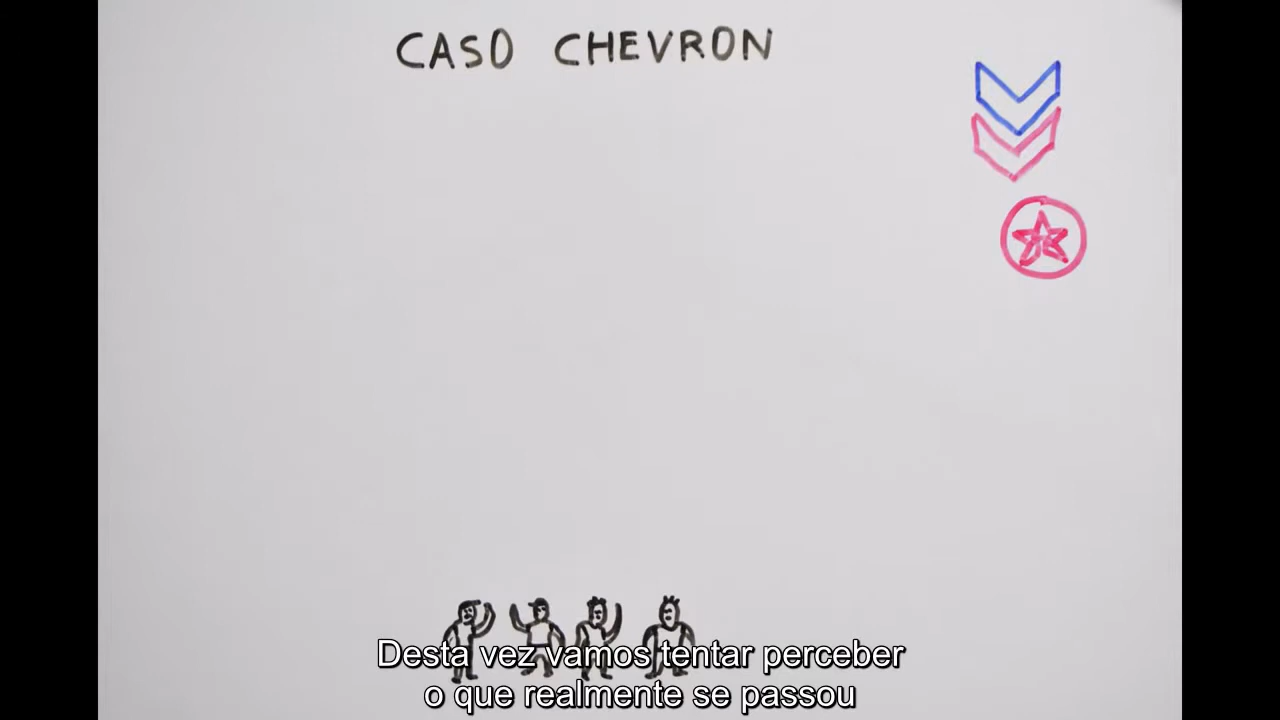 CASO CHEVRON
Desta vez vamos tentar perceber
o que realmente se passou